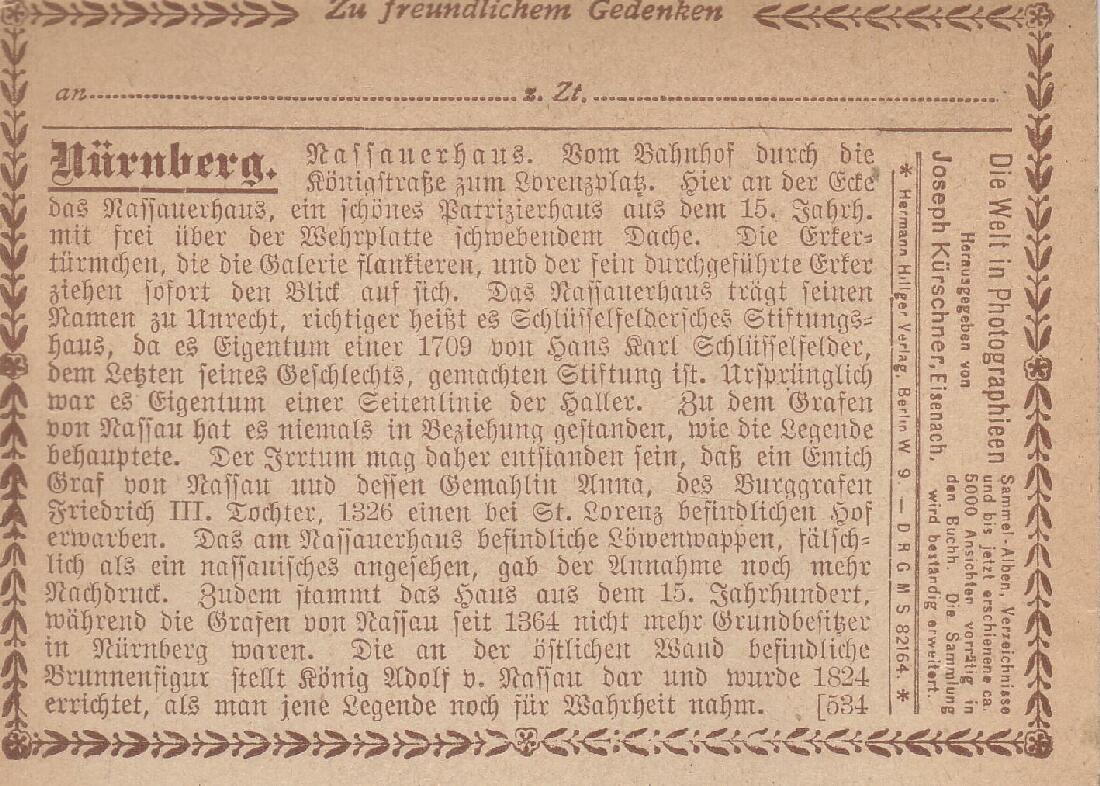 Zu freundlichem Gedenken
an z. Zt.
Nürnberg. Nassauerhaus. Vom Bahnhof durch die
Königstraße zum Lorenzplatz. Hier an der Ecke
das Nassauerhaus, ein schönes Patrizierhaus aus dem 15. Jahrh.
mit frei über der Wehrplatte schwebendem Dache. Die Erker-
türmchen, die die Galerie flankieren, und der fein durchgeführte Erker
ziehen sofort den Blick auf sich. Das Nassauerhaus trägt seinen
Namen zu Unrecht, richtiger heißt es Schlüsselfeldersches Stiftungs-
haus, da es Eigentum einer 1709 von Hans Karl Schlüsselfelder,
dem Letzten seines Geschlechts, gemachten Stiftung ist. Ursprünglich
war es Eigentum einer Seitenlinie der Haller. Zu dem Grafen
von Nassau hat es niemals in Beziehung gestanden, wie die Legende
behauptete. Der Irrtum mag daher entstanden sein, daß ein Emich
Graf von Nassau und dessen Gemahlin Anna, des Burggrafen
Friedrich III. Tochter, 1326 einen bei St. Lorenz befindlichen Hof
erwarben. Das am Nassauerhaus befindliche Löwenwappen, fälsch-
lich als ein nassauisches angesehen, gab der Annahme noch mehr
Nachdruck. Zudem stammt das Haus aus dem 15. Jahrhundert,
während die Grafen von Nassau seit 1364 nicht mehr Grundbesitzer
in Nürnberg waren. Die an der östlichen Wand befindliche
Brunnenfigur stellt König Adolf v. Nassau dar und wurde 1824
errichtet, als man jene Legende noch für Wahrheit nahm. [534
Die Welt in Photographieen
Herausgegeben von
Joseph Kürschner, Eisenach.
Sammel-Alben, Verzeichnisse
und bis jetzt erschienene ca.
5000 Ansichten vorrätig in
den Buchh. Die Sammlung
wird beständig erweitert.
* Hermann Hillger Verlag, Berlin W 9. — D R G M S 82164. *